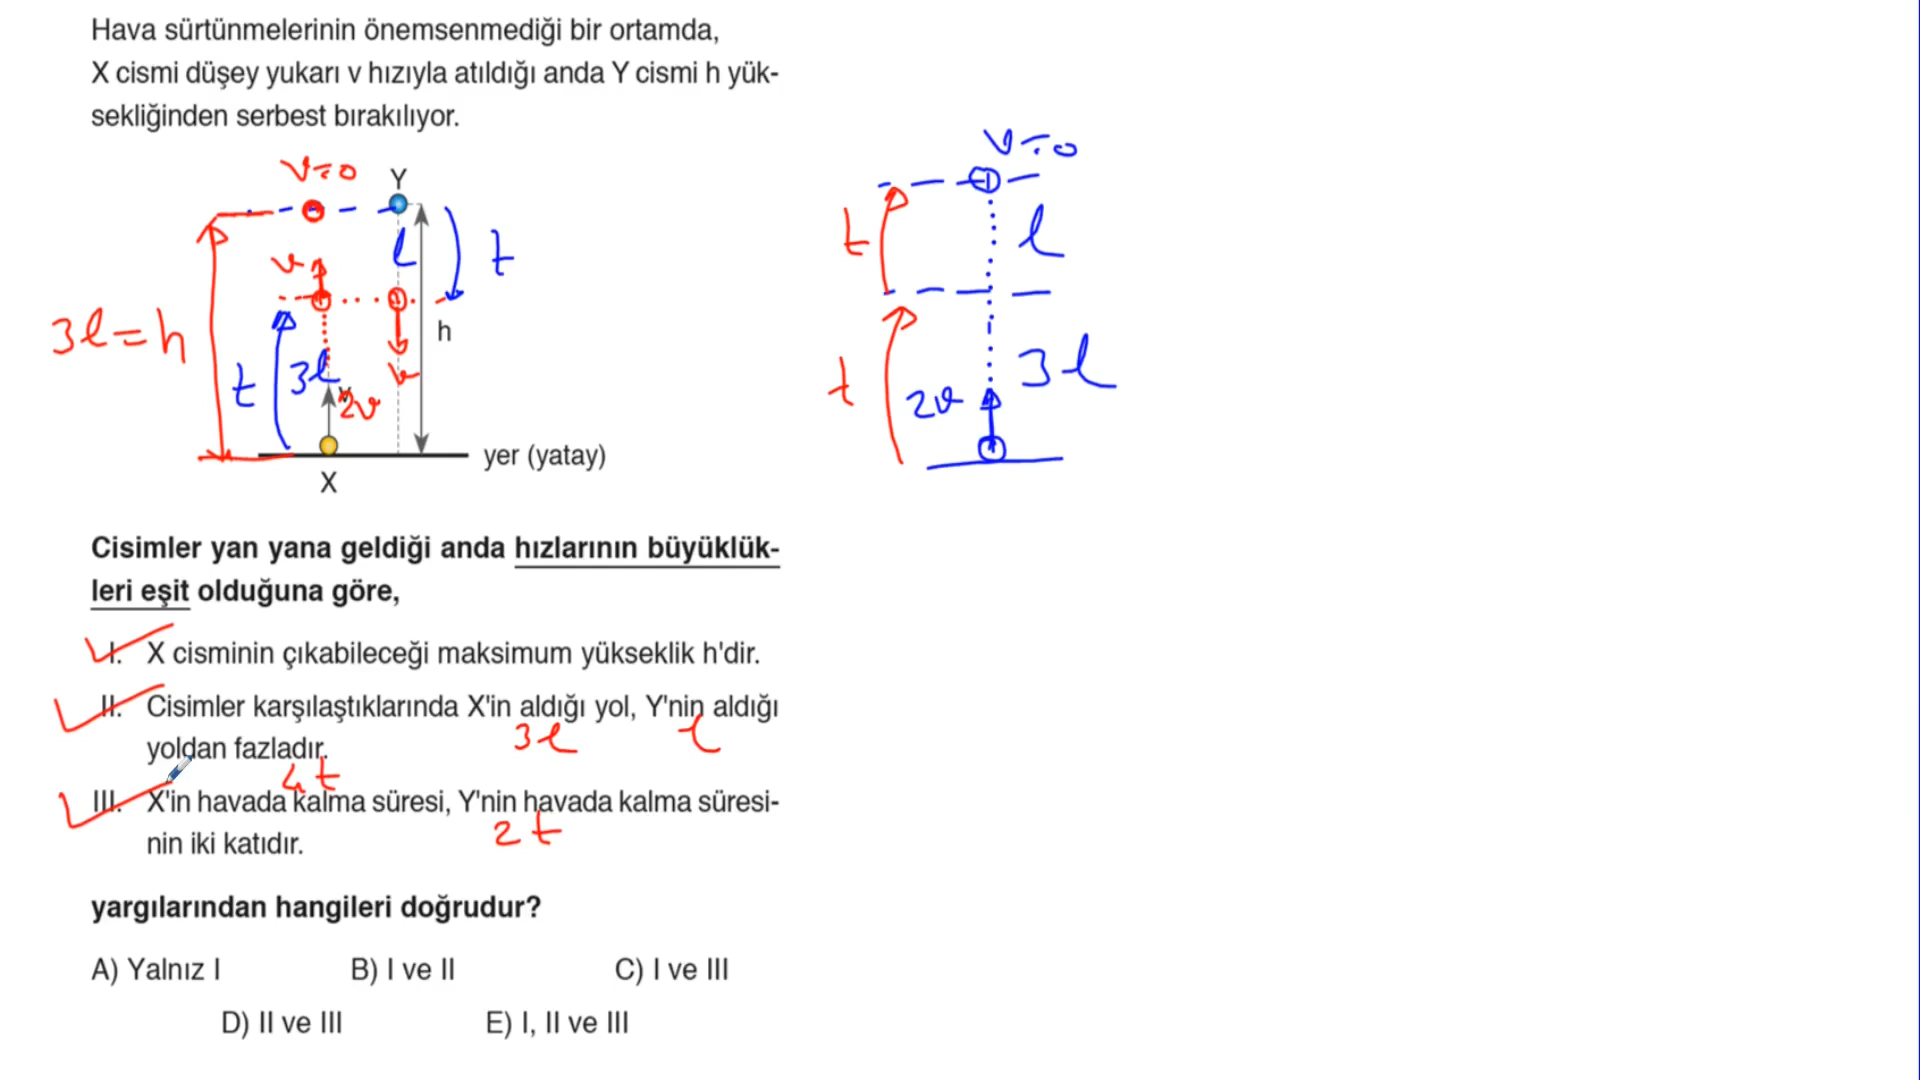 Hava sürtünmelerinin önemsenmediği bir ortamda,
X cismi düşey yukarı v hızıyla atıldığı anda Y cismi h yük-
sekliğinden serbest bırakılıyor.
v=0
Y
l
t
v
3l=h
h
t
3l
v
2v
yer (yatay)
X
v=0
t
l
t
3l
2v
Cisimler yan yana geldiği anda hızlarının büyüklük-
leri eşit olduğuna göre,
I. X cisminin çıkabileceği maksimum yükseklik h'dir.
II. Cisimler karşılaştıklarında X'in aldığı yol, Y'nin aldığı
3l l
yoldan fazladır.
4t
III. X'in havada kalma süresi, Y'nin havada kalma süresi-
2t
nin iki katıdır.
yargılarından hangileri doğrudur?
A) Yalnız I B) I ve II C) I ve III
D) II ve III E) I, II ve III